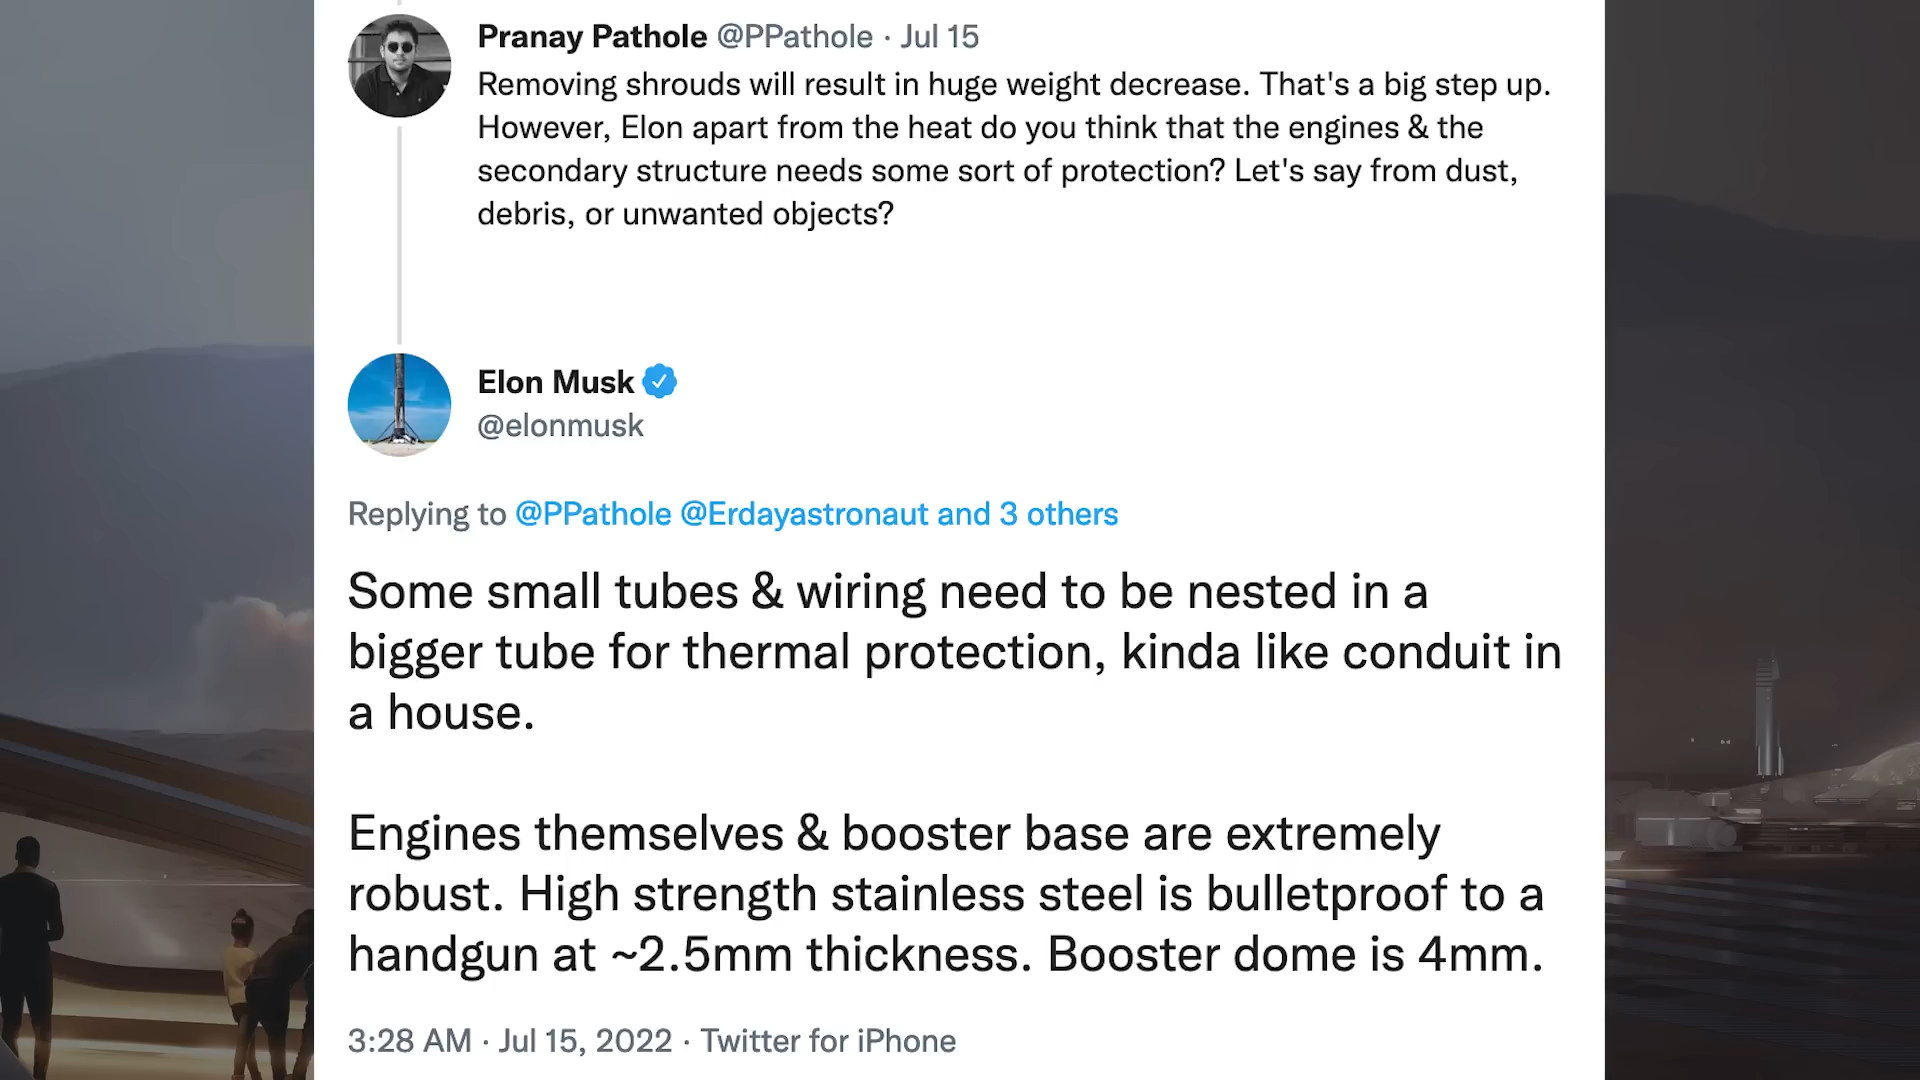 Pranay Pathole @PPathole · Jul 15
Removing shrouds will result in huge weight decrease. That's a big step up.
However, Elon apart from the heat do you think that the engines & the
secondary structure needs some sort of protection? Let's say from dust,
debris, or unwanted objects?
Elon Musk
@elonmusk
Replying to @PPathole @Erdayastronaut and 3 others
Some small tubes & wiring need to be nested in a
bigger tube for thermal protection, kinda like conduit in
a house.
Engines themselves & booster base are extremely
robust. High strength stainless steel is bulletproof to a
handgun at ~2.5mm thickness. Booster dome is 4mm.
3:28 AM · Jul 15, 2022 · Twitter for iPhone